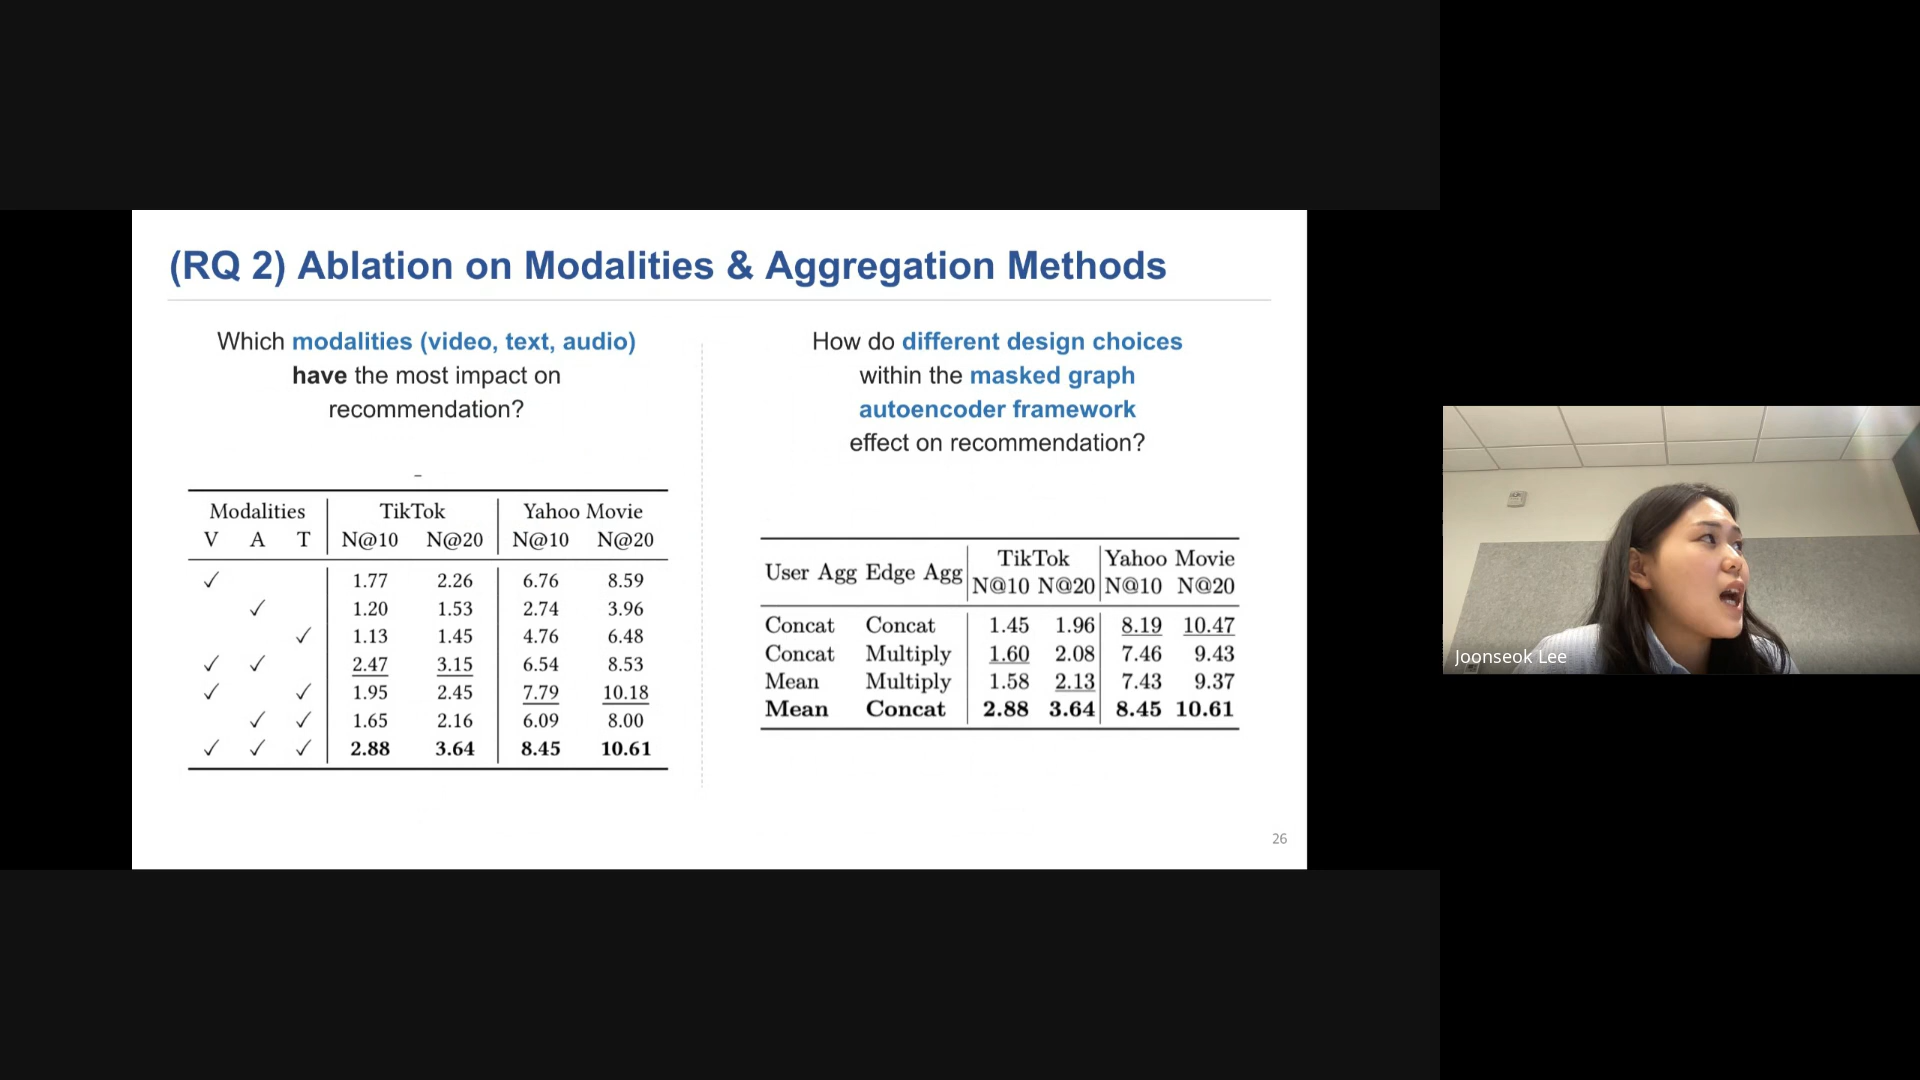 (RQ 2) Ablation on Modalities & Aggregation Methods
Which modalities (video, text, audio)
have the most impact on
recommendation?
Modalities TikTok Yahoo Movie
V A T N@10 N@20 N@10 N@20
✓ 1.77 2.26 6.76 8.59
✓ 1.20 1.53 2.74 3.96
✓ 1.13 1.45 4.76 6.48
✓ ✓ 2.47 3.15 6.54 8.53
✓ ✓ 1.95 2.45 7.79 10.18
✓ ✓ 1.65 2.16 6.09 8.00
✓ ✓ ✓ 2.88 3.64 8.45 10.61
How do different design choices
within the masked graph
autoencoder framework
effect on recommendation?
User Agg Edge Agg TikTok Yahoo Movie
N@10 N@20 N@10 N@20
Concat Concat 1.45 1.96 8.19 10.47
Concat Multiply 1.60 2.08 7.46 9.43
Mean Multiply 1.58 2.13 7.43 9.37
Mean Concat 2.88 3.64 8.45 10.61
26
Joonseok Lee